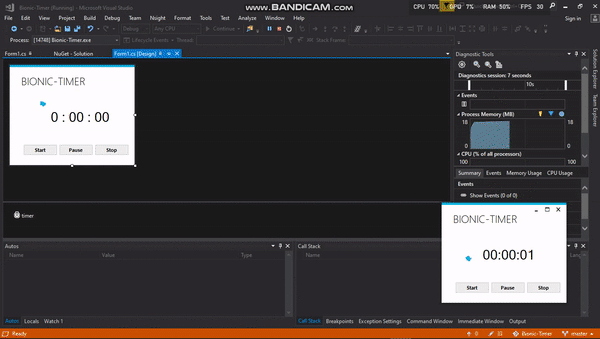 WWW.BANDICAM.COM
CPU 70% GPU 7% RAM 50% FPS 30
Bionic-Timer (Running) - Microsoft Visual Studio
File Edit View Project Build Debug Team Format Tools Test Analyze Window Help Sign in
Debug Any CPU
Process: [14748] Bionic-Timer.exe Lifecycle Events Thread: Stack Frame:
Form1.cs NuGet - Solution Form1.cs [Design]
BIONIC-TIMER
0 : 00 : 00
Start Pause Stop
timer
Diagnostic Tools
Diagnostics session: 7 seconds
10s
Events
Process Memory (MB)
18 18
0 0
CPU (% of all processors)
100 100
Summary Events Memory Usage CPU Usage
Events
Show Events (0 of 0)
Solution Explorer
Team Explorer
BIONIC-TIMER
00:00:01
Start Pause Stop
Autos
Name Value Type
Autos Locals Watch 1
Call Stack
Name
Call Stack Breakpoints Exception Settings Command Window Immediate Window Output
Ready 0 Bionic-Timer master